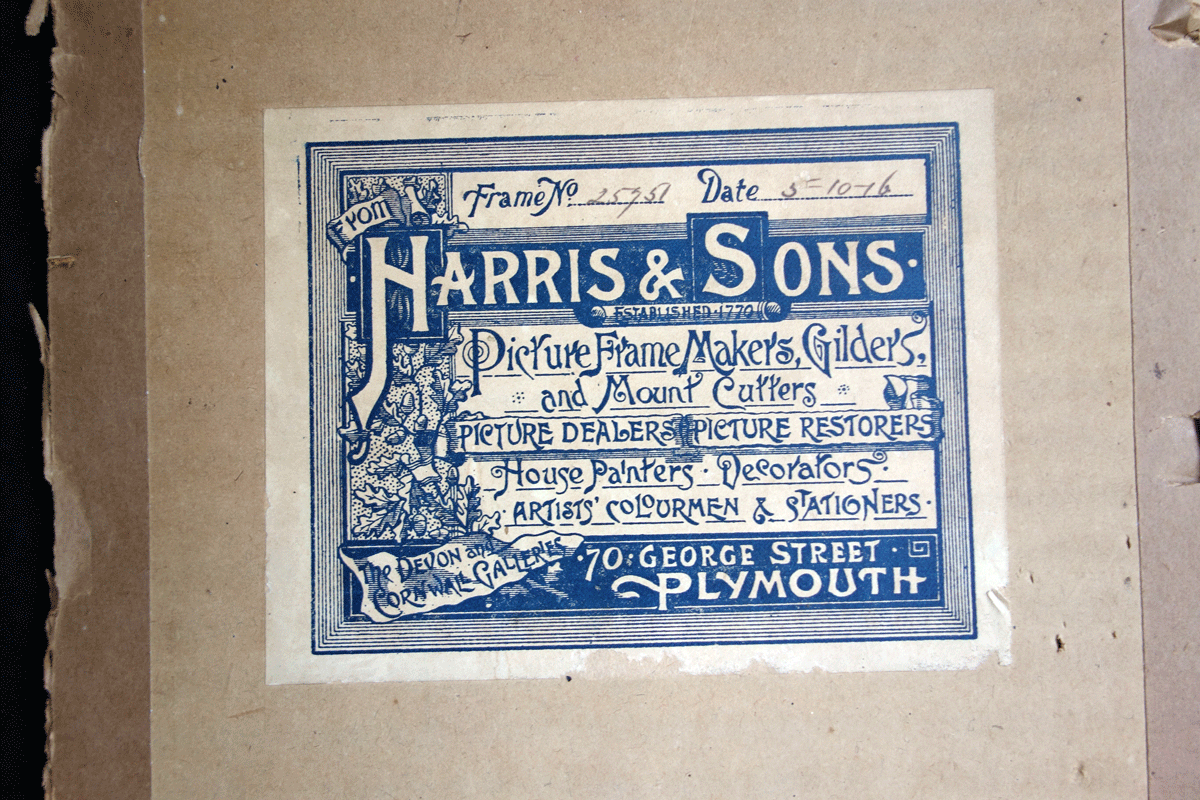 Frame No 25951 Date 5-10-16
From
Harris & Sons.
ESTABLISHED 1770
Picture Frame Makers, Gilders,
and Mount Cutters
PICTURE DEALERS PICTURE RESTORERS
House Painters · Decorators ·
ARTISTS' COLOURMEN & STATIONERS ·
The DEVON and CORNWALL GALLERIES
· 70 · GEORGE STREET ·
PLYMOUTH